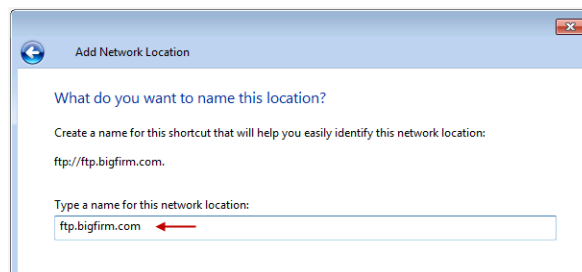 Add Network Location
What do you want to name this location?
Create a name for this shortcut that will help you easily identify this network location:
ftp://ftp.bigfirm.com.
Type a name for this network location:
ftp.bigfirm.com